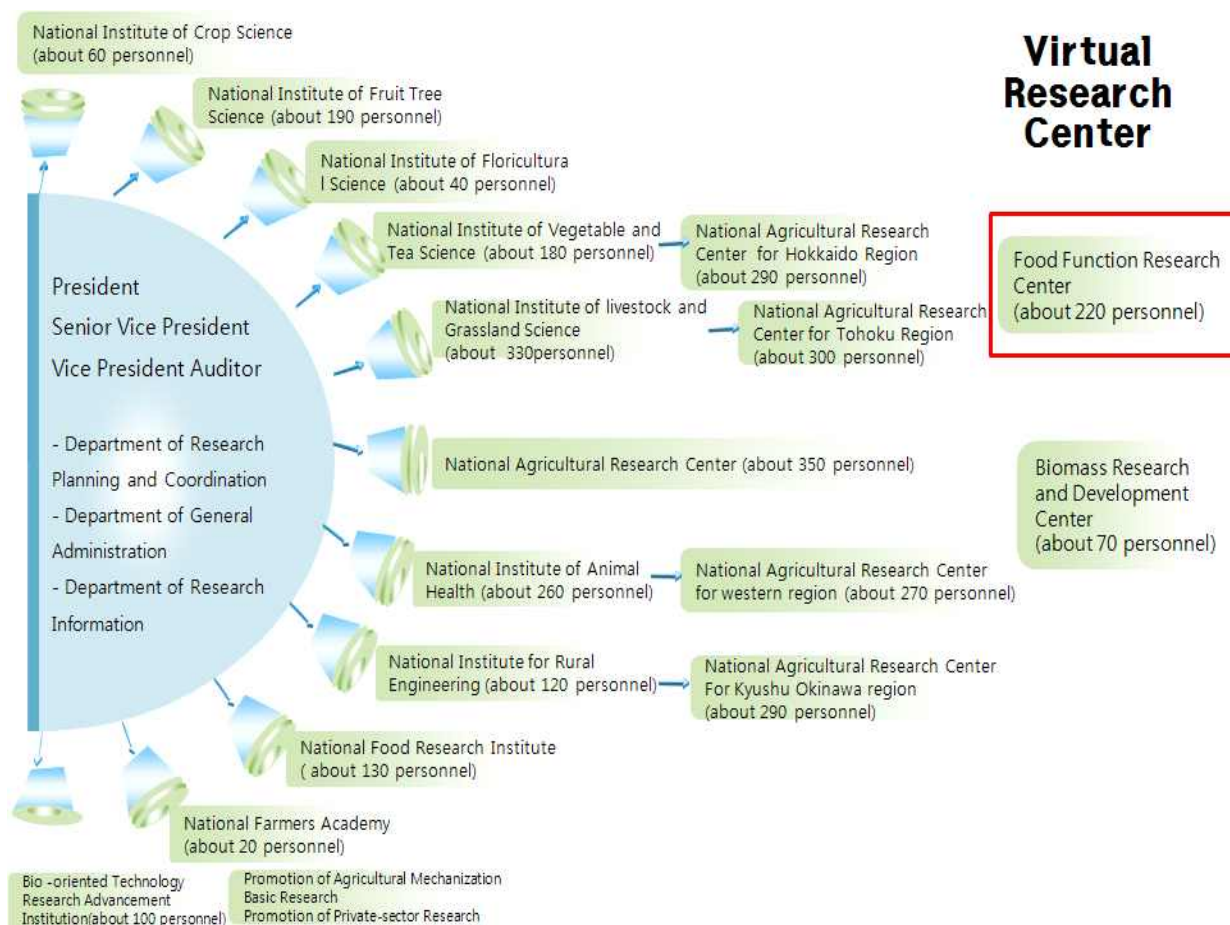 National Institute of Crop Science
(about 60 personnel)
National Institute of Fruit Tree
Science (about 190 personnel)
National Institute of Floricultura
l Science (about 40 personnel)
National Institute of Vegetable and
Tea Science (about 180 personnel)
National Agricultural Research
Center for Hokkaido Region
(about 290 personnel)
National Institute of livestock and
Grassland Science
(about 330personnel)
National Agricultural Research
Center for Tohoku Region
(about 300 personnel)
Virtual
Research
Center
Food Function Research
Center
(about 220 personnel)
President
Senior Vice President
Vice President Auditor
- Department of Research
Planning and Coordination
- Department of General
Administration
- Department of Research
Information
National Agricultural Research Center (about 350 personnel)
Biomass Research
and Development
Center
(about 70 personnel)
National Institute of Animal
Health (about 260 personnel)
National Agricultural Research Center
for western region (about 270 personnel)
National Institute for Rural
Engineering (about 120 personnel)
National Agricultural Research Center
For Kyushu Okinawa region
(about 290 personnel)
National Food Research Institute
( about 130 personnel)
National Farmers Academy
(about 20 personnel)
Bio -oriented Technology
Research Advancement
Institution(about 100 personnel)
Promotion of Agricultural Mechanization
Basic Research
Promotion of Private-sector Research